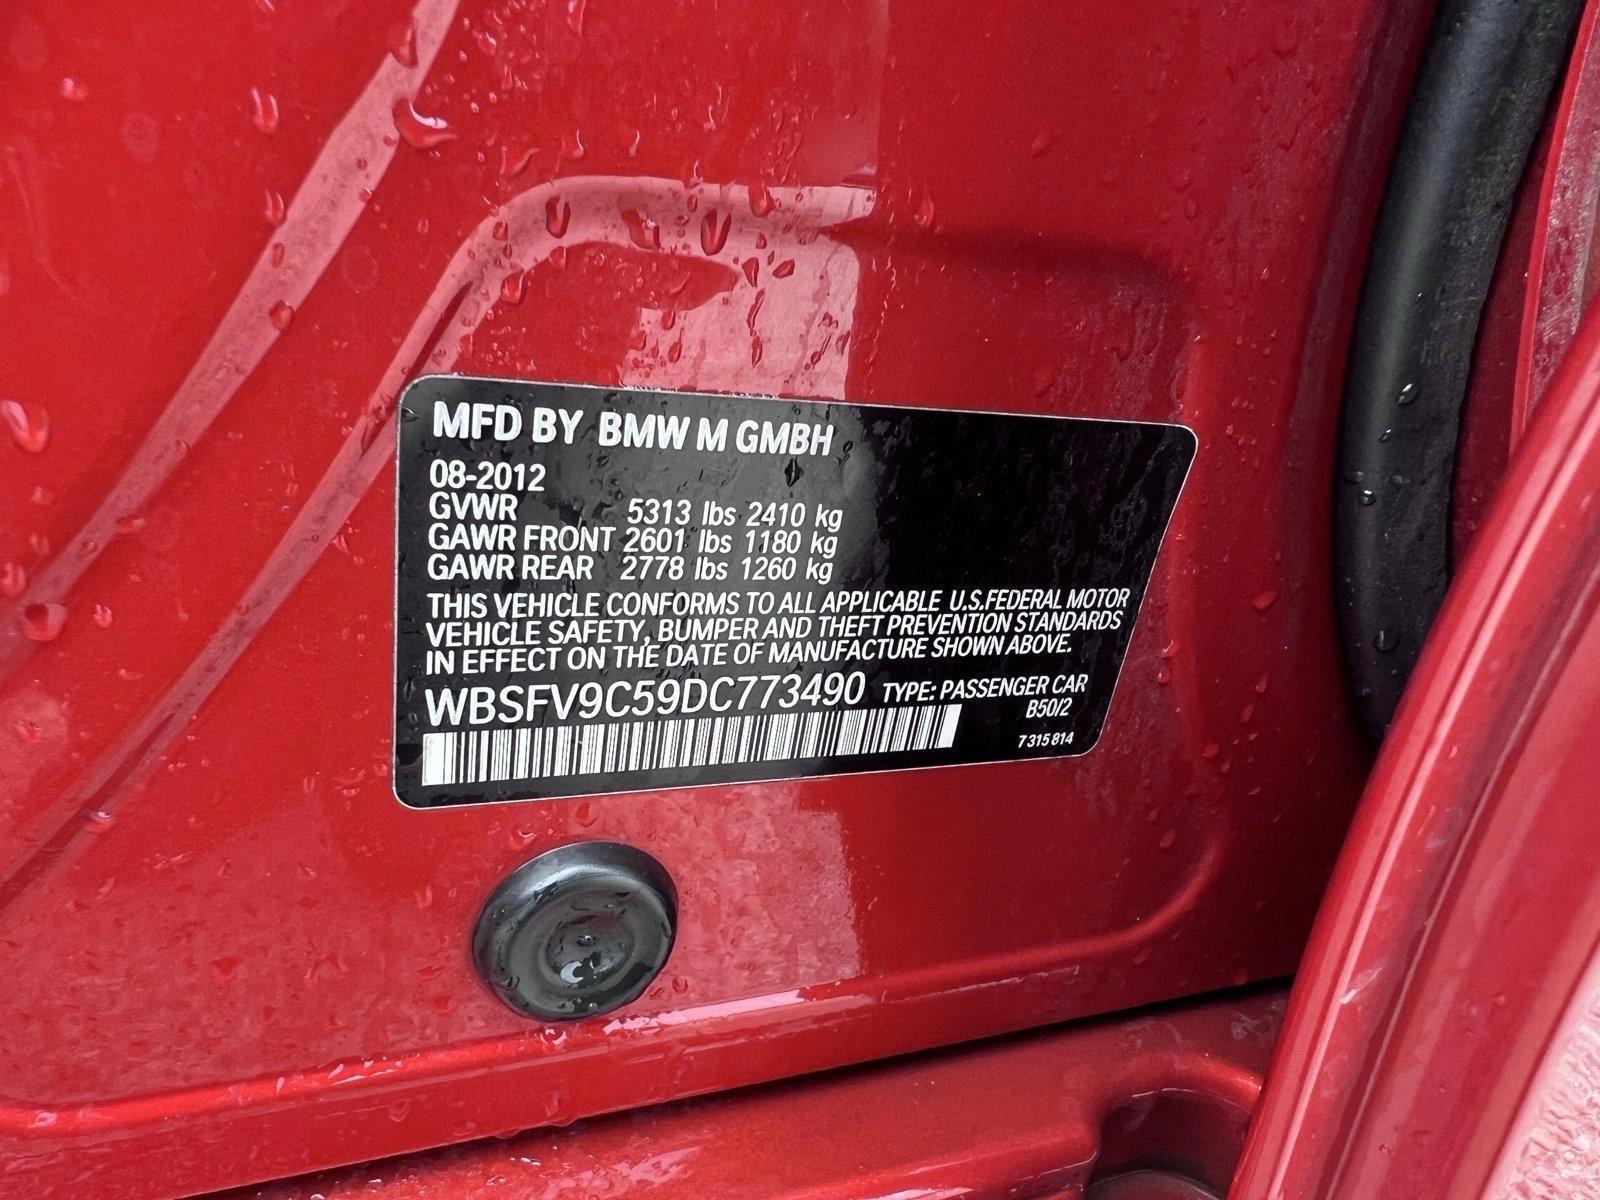 MFD BY BMW M GMBH
08-2012
GVWR 5313 lbs 2410 kg
GAWR FRONT 2601 lbs 1180 kg
GAWR REAR 2778 lbs 1260 kg
THIS VEHICLE CONFORMS TO ALL APPLICABLE U.S.FEDERAL MOTOR
VEHICLE SAFETY, BUMPER AND THEFT PREVENTION STANDARDS
IN EFFECT ON THE DATE OF MANUFACTURE SHOWN ABOVE.
WBSFV9C59DC773490 TYPE: PASSENGER CAR
B50/2
7 315 814